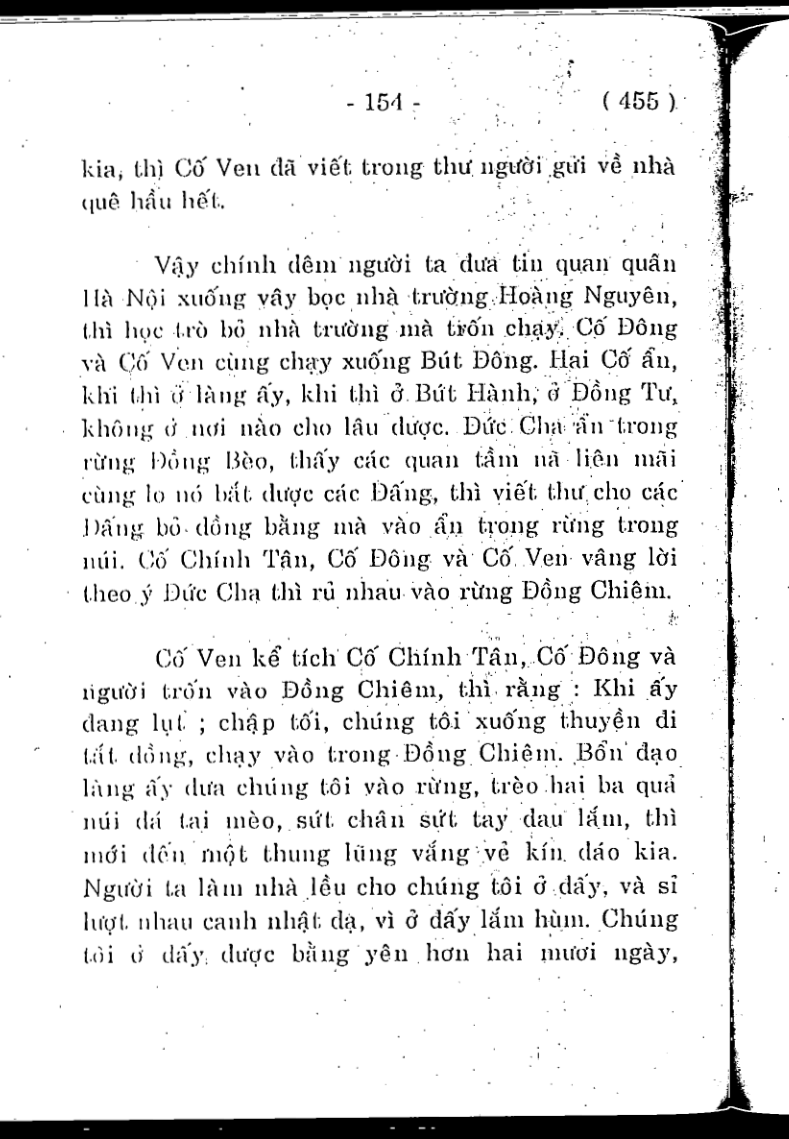 - 154 - ( 455 )
kia, thì Cố Ven đã viết trong thư người gửi về nhà
quê hầu hết.
Vậy chính đêm người ta đưa tin quan quân
Hà Nội xuống vây bọc nhà trường Hoàng Nguyên,
thì học trò bỏ nhà trường mà trốn chạy. Cố Đông
và Cố Ven cùng chạy xuống Bút Đông. Hai Cố ẩn,
khi thì ở làng ấy, khi thì ở Bút Hành, ở Đồng Tư,
không ở nơi nào cho lâu được. Đức Cha ẩn trong
rừng Đồng Bèo, thấy các quan tầm nã liên mãi
cùng lo nó bắt được các Đấng, thì viết thư cho các
Đấng bỏ đồng bằng mà vào ẩn trong rừng trong
núi. Cố Chính Tân, Cố Đông và Cố Ven vâng lời
theo ý Đức Cha thì rủ nhau vào rừng Đồng Chiêm.
Cố Ven kể tích Cố Chính Tân, Cố Đông và
người trốn vào Đồng Chiêm, thì rằng : Khi ấy
đang lụt ; chập tối, chúng tôi xuống thuyền đi
tắt đồng, chạy vào trong Đồng Chiêm. Bổn đạo
làng ấy đưa chúng tôi vào rừng, trèo hai ba quả
núi đá tai mèo, sứt chân sứt tay đau lắm, thì
mới đến một thung lũng vắng vẻ kín đáo kia.
Người ta làm nhà lều cho chúng tôi ở đấy, và sỉ
lượt nhau canh nhật dạ, vì ở đấy lắm hùm. Chúng
tôi ở đấy được bằng yên hơn hai mươi ngày,